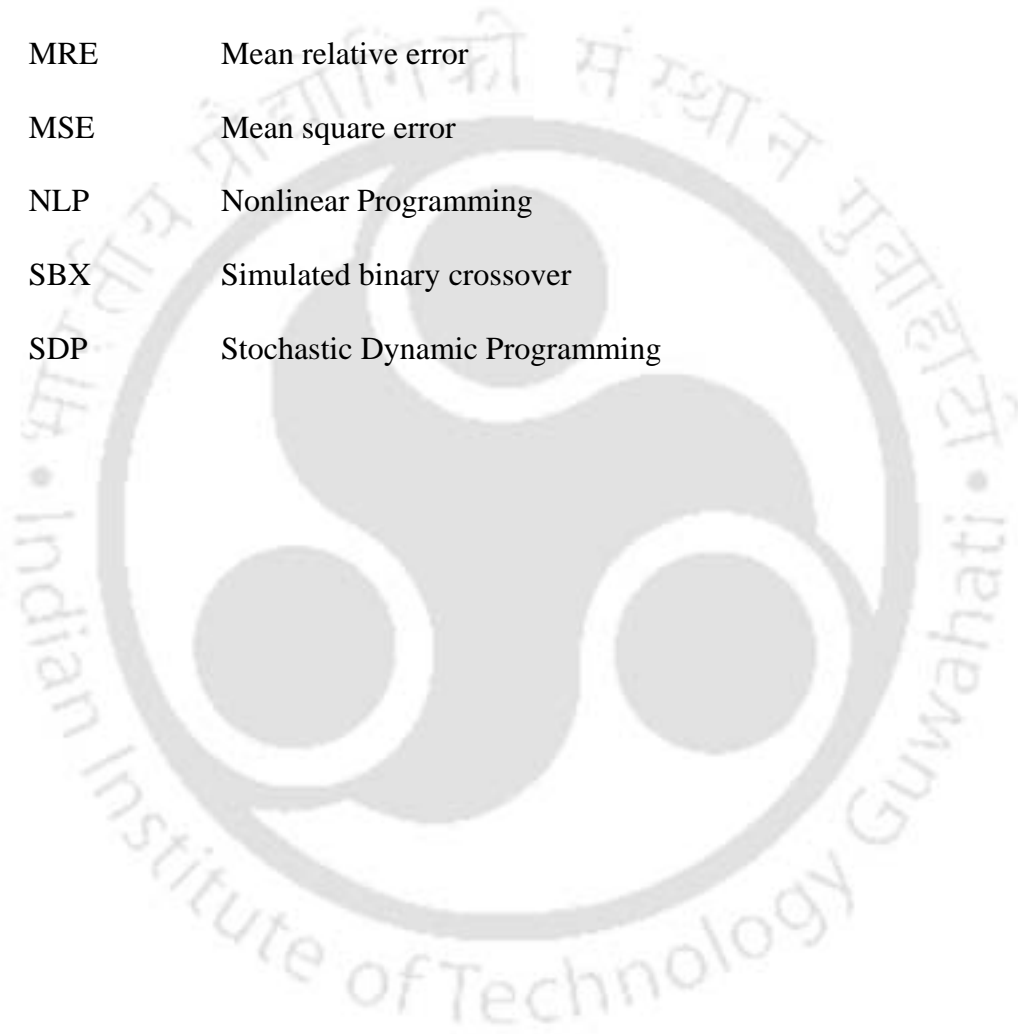 MRE Mean relative error
MSE Mean square error
NLP Nonlinear Programming
SBX Simulated binary crossover
SDP Stochastic Dynamic Programming
भारतीय प्रौद्योगिकी संस्थान गुवाहाटी
• Indian Institute of Technology Guwahati •